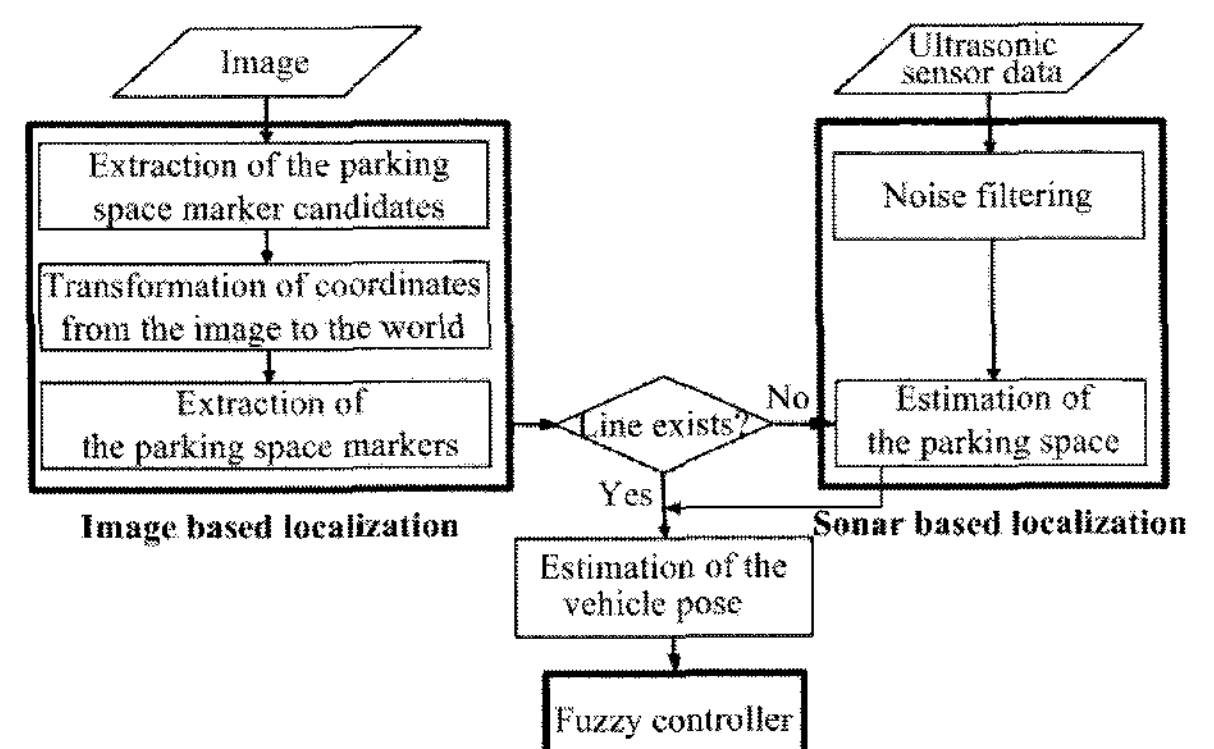 Image
Ultrasonic
sensor data
Extraction of the parking
space marker candidates
Noise filtering
Transformation of coordinates
from the image to the world
Extraction of
the parking space markers
Line exists?
No
Estimation of
the parking space
Yes
Image based localization
Sonar based localization
Estimation of the
vehicle pose
Fuzzy controller